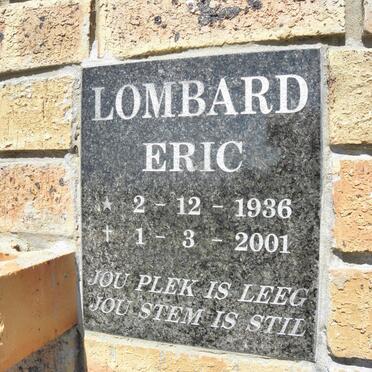 LOMBARD
ERIC
★ 2 - 12 - 1936
† 1 - 3 - 2001
JOU PLEK IS LEEG
JOU STEM IS STIL